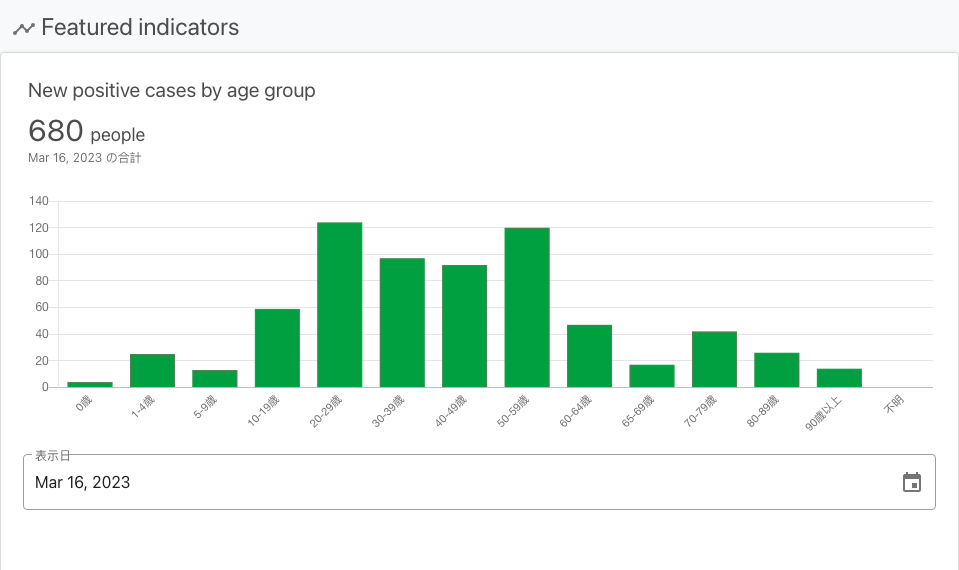 Featured indicators
New positive cases by age group
680 people
Mar 16, 2023 の合計
140
120
100
80
60
40
20
0
0歳
1-4歳
5-9歳
10-19歳
20-29歳
30-39歳
40-49歳
50-59歳
60-64歳
65-69歳
70-79歳
80-89歳
90歳以上
不明
表示日
Mar 16, 2023